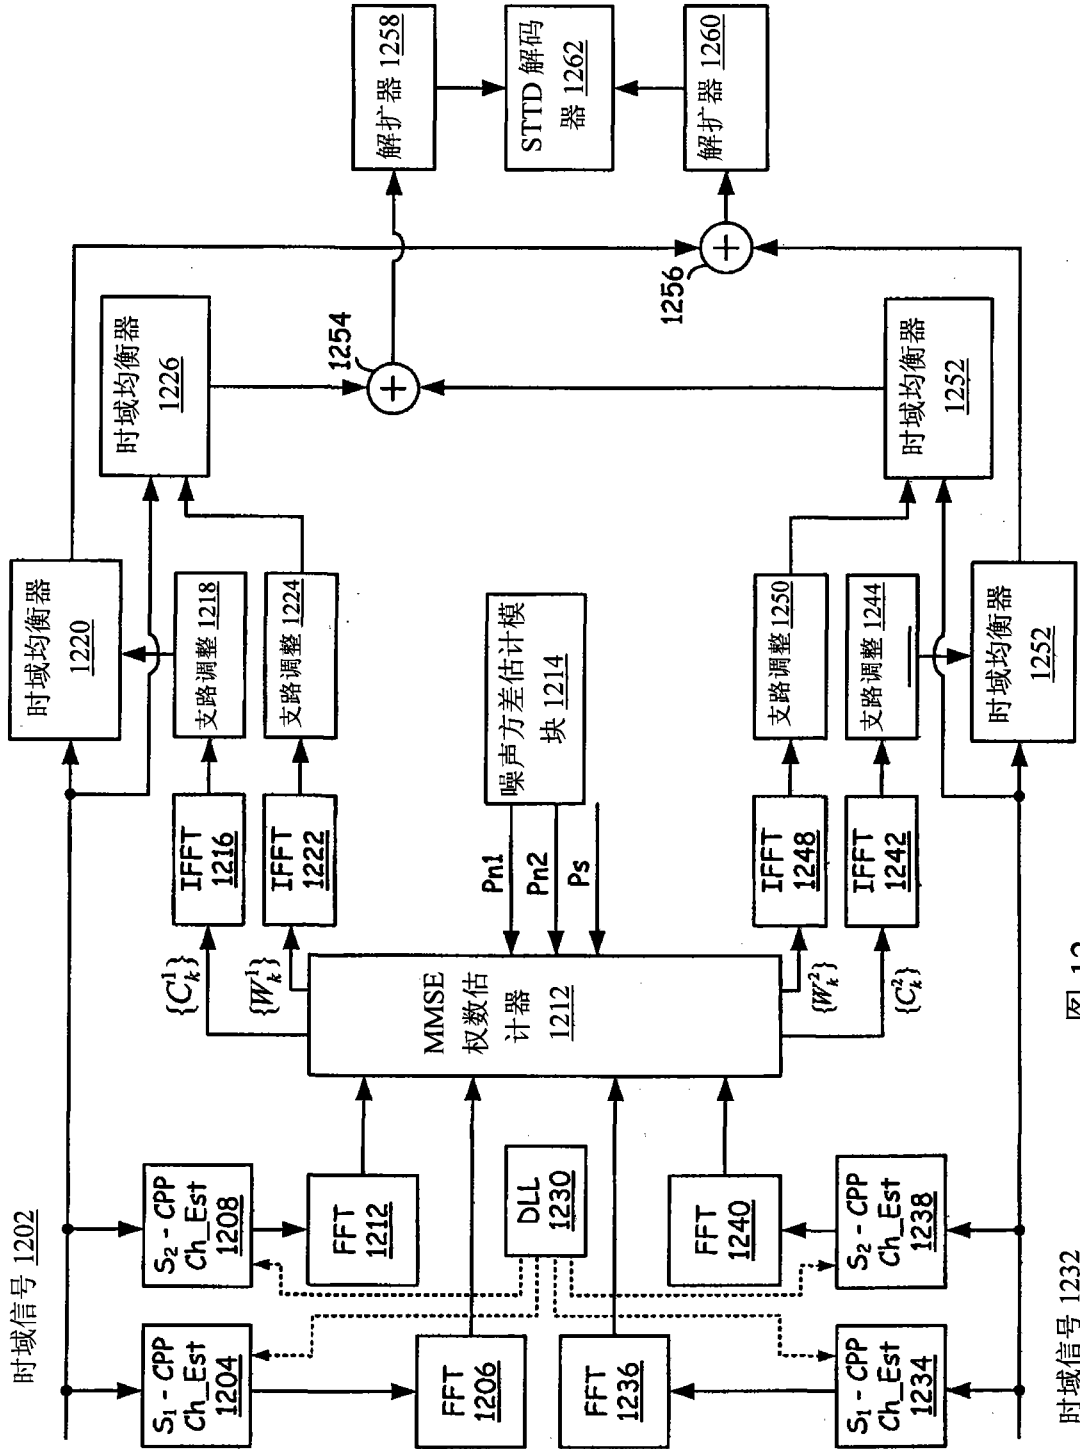 时域信号 1202
S₁ - CPP
Ch_Est
1204
S₂ - CPP
Ch_Est
1208
FFT
1206
FFT
1212
DLL
1230
FFT
1236
FFT
1240
S₁ - CPP
Ch_Est
1234
S₂ - CPP
Ch_Est
1238
时域信号 1232
MMSE
权数估
计器
1212
{C_k^1}
{W_k^1}
{W_k^2}
{C_k^2}
Pn1
Pn2
Ps
噪声方差估计模
块 1214
IFFT
1216
IFFT
1222
IFFT
1248
IFFT
1242
支路调整 1218
支路调整 1224
支路调整 1250
支路调整 1244
时域均衡器
1220
时域均衡器
1226
时域均衡器
1252
时域均衡器
1252
+
1254
+
1256
解扩器 1258
STTD 解码
器 1262
解扩器 1260